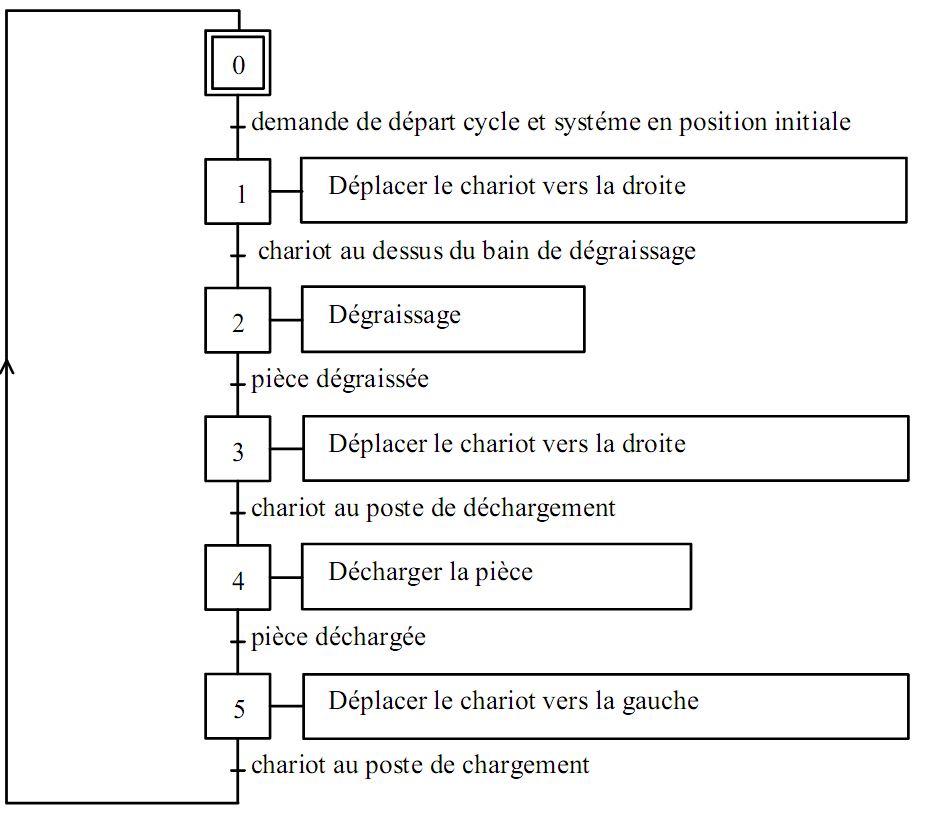 0
demande de départ cycle et systéme en position initiale
1
Déplacer le chariot vers la droite
chariot au dessus du bain de dégraissage
2
Dégraissage
pièce dégraissée
3
Déplacer le chariot vers la droite
chariot au poste de déchargement
4
Décharger la pièce
pièce déchargée
5
Déplacer le chariot vers la gauche
chariot au poste de chargement